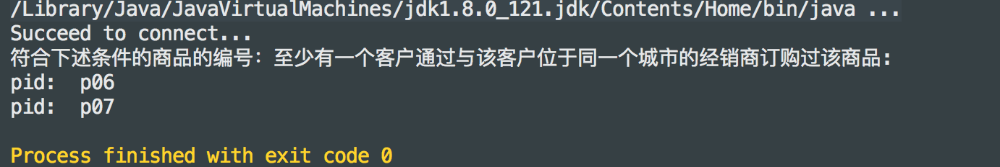 /Library/Java/JavaVirtualMachines/jdk1.8.0_121.jdk/Contents/Home/bin/java ...
Succeed to connect...
符合下述条件的商品的编号：至少有一个客户通过与该客户位于同一个城市的经销商订购过该商品:
pid:  p06
pid:  p07
Process finished with exit code 0